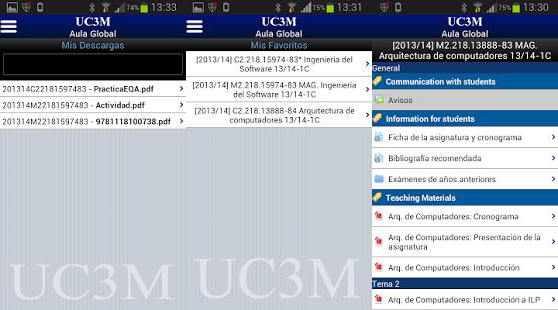 74% 13:33
UC3M
Aula Global
Mis Descargas
201314C22181597483 - PracticaEQA.pdf
201314M22181597483 - Actividad.pdf
201314M22181597483 - 9781118100738.pdf
UC3M
74% 13:31
UC3M
Aula Global
Mis Favoritos
[2013/14] C2.218.15974-83* Ingeniería del
Software 13/14-1C
[2013/14] M2.218.15974-83 MAG. Ingeniería
del Software 13/14-1C
[2013/14] C2.218.13888-84 Arquitectura de
computadores 13/14-1C
UC3M
13:30
UC3M
Aula Global
[2013/14] M2.218.13888-83 MAG.
Arquitectura de computadores 13/14-1C
General
Communication with students
Avisos
Information for students
Ficha de la asignatura y cronograma
Bibliografía recomendada
Exámenes de años anteriores
Teaching Materials
Arq. de Computadores: Cronograma
Arq. de Computadores: Presentación de la
asignatura
Arq. de Computadores: Introducción
Tema 2
Arq. de Computadores: Introducción a ILP